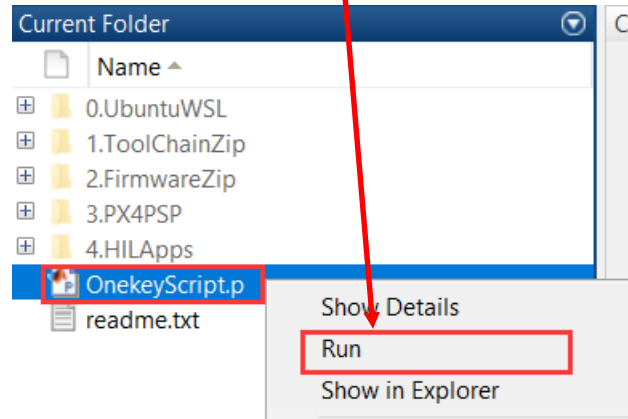 Current Folder
C
Name
0.UbuntuWSL
1.ToolChainZip
2.FirmwareZip
3.PX4PSP
4.HILApps
OnekeyScript.p
readme.txt
Show Details
Run
Show in Explorer